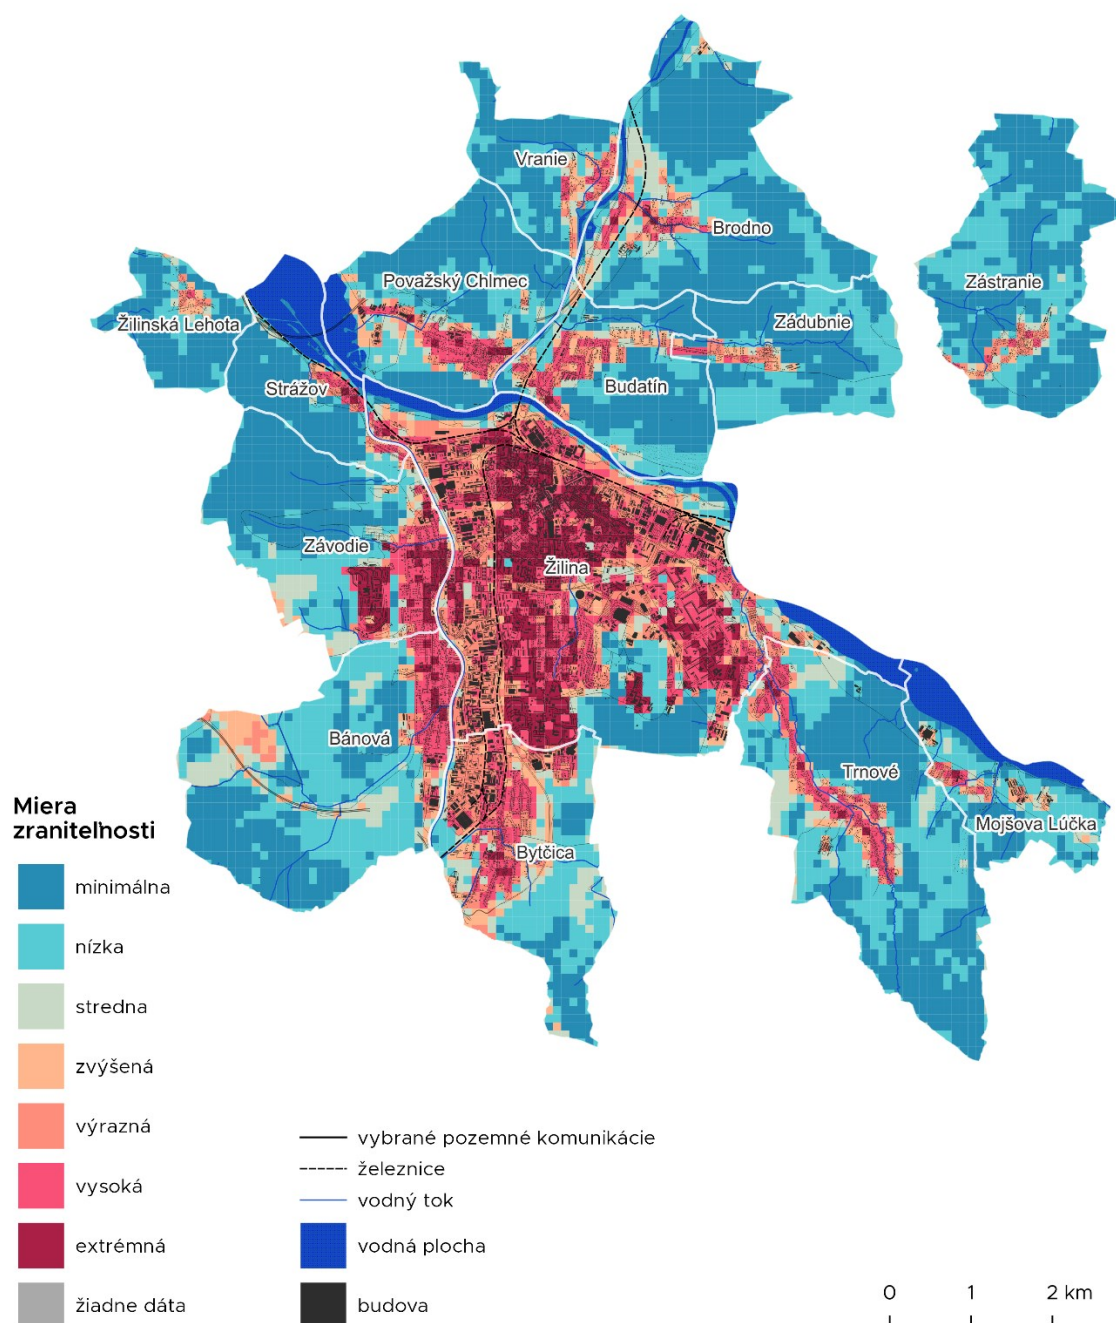 Vranie
Brodno
Považský Chlmec
Zástranie
Žilinská Lehota
Zádubnie
Strážov
Budatín
Závodie
Žilina
Bánová
Trnové
Mojšova Lúčka
Bytčica
Miera
zraniteľnosti
minimálna
nízka
stredna
zvýšená
výrazná
vysoká
extrémná
žiadne dáta
vybrané pozemné komunikácie
železnice
vodný tok
vodná plocha
budova
0 1 2 km